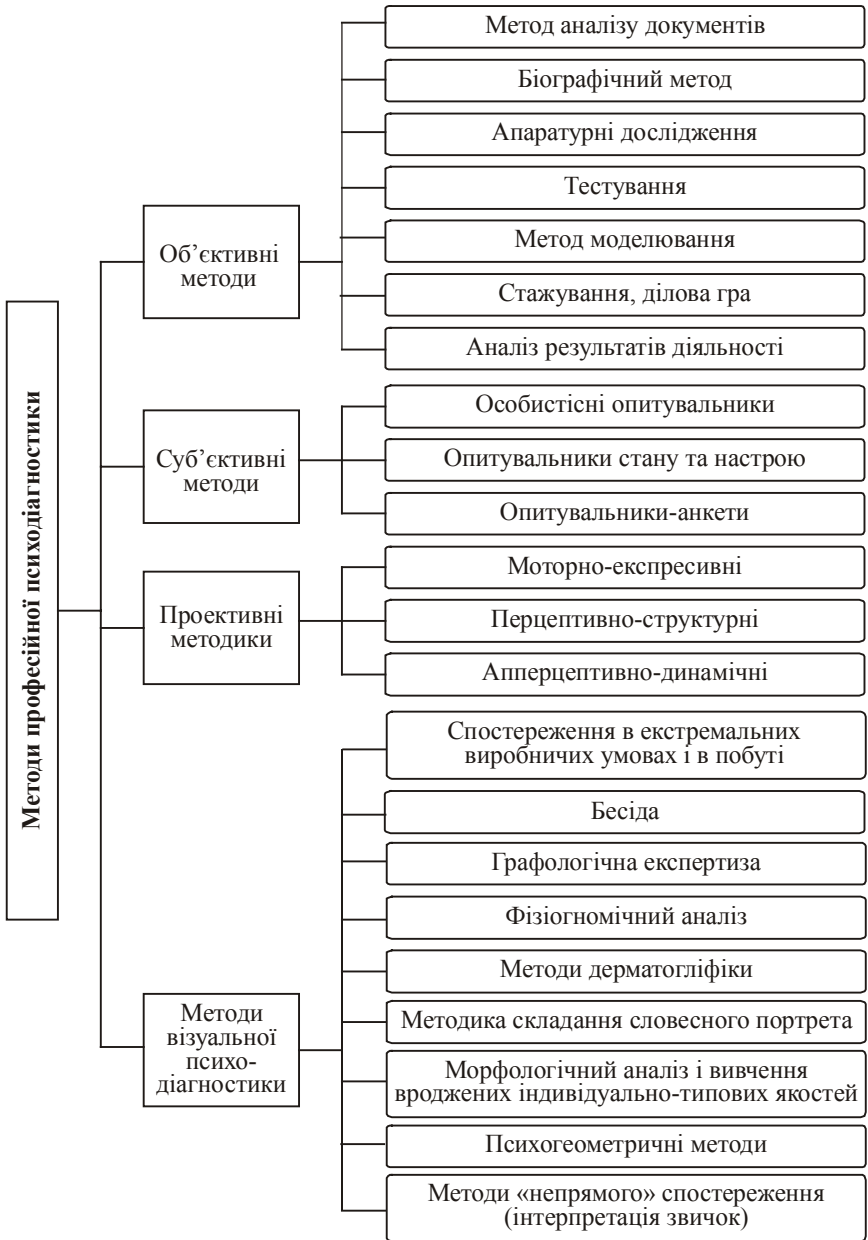 Методи професійної психодіагностики
Об’єктивні
методи
Метод аналізу документів
Біографічний метод
Апаратурні дослідження
Тестування
Метод моделювання
Стажування, ділова гра
Аналіз результатів діяльності
Суб’єктивні
методи
Особистісні опитувальники
Опитувальники стану та настрою
Опитувальники-анкети
Проективні
методики
Моторно-експресивні
Перцептивно-структурні
Апперцептивно-динамічні
Методи
візуальної
психо-
діагностики
Спостереження в екстремальних
виробничих умовах і в побуті
Бесіда
Графологічна експертиза
Фізіогномічний аналіз
Методи дерматогліфіки
Методика складання словесного портрета
Морфологічний аналіз і вивчення
вроджених індивідуально-типових якостей
Психогеометричні методи
Методи «непрямого» спостереження
(інтерпретація звичок)